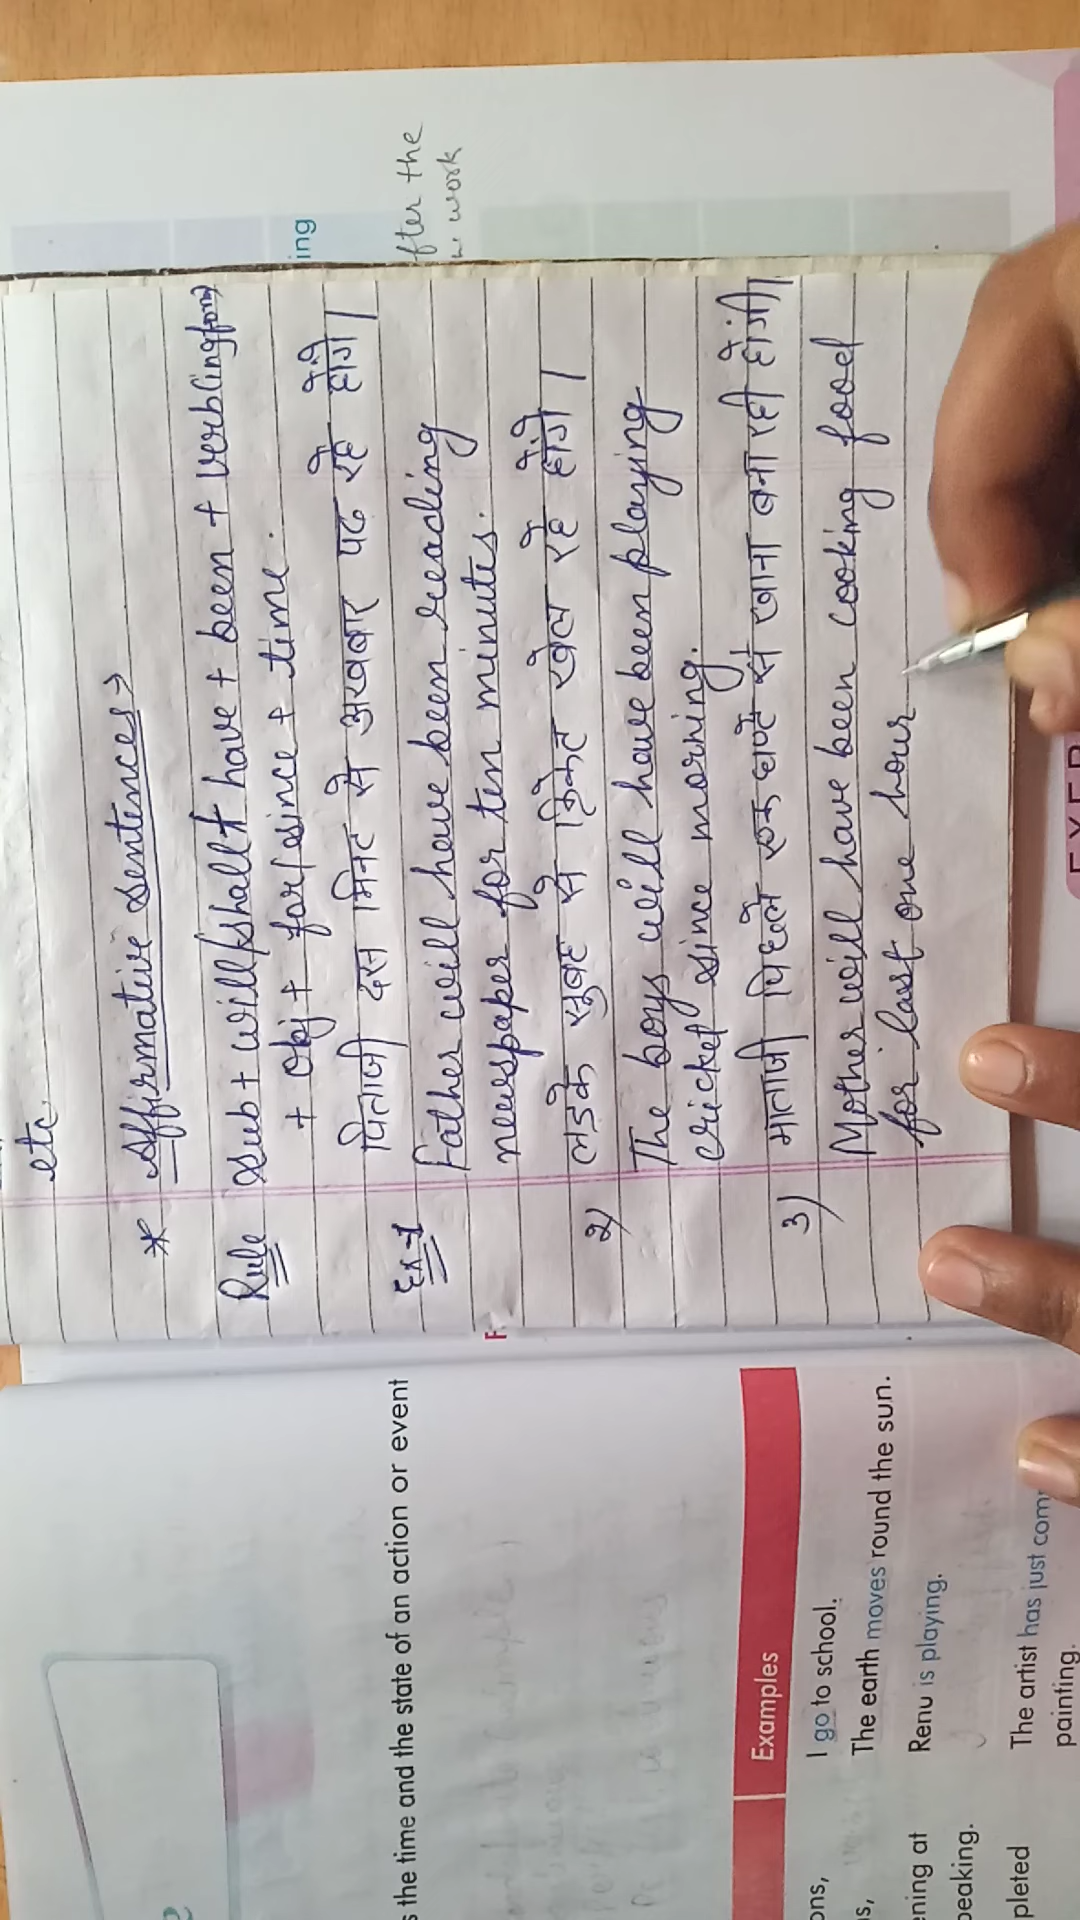 etc.
* Affirmative sentences →
Rule Sub + will/shall + have + been + verb(ing form)
+ obj + for/since + time.
पिताजी दस मिनट से अखबार पढ रहे होंगे।
Ex-1 Father will have been reading
newspaper for ten minutes.
2) लडके सुबह से क्रिकेट खेल रहे होंगे।
The boys will have been playing
cricket since morning.
3) माताजी पिछले एक घण्टे से खाना बना रही होंगी।
Mother will have been cooking food
for last one hour
ing
fter the
work
s the time and the state of an action or event
Examples
I go to school.
The earth moves round the sun.
Renu is playing.
The artist has just com
painting.
ons,
ns,
ening at
peaking.
pleted